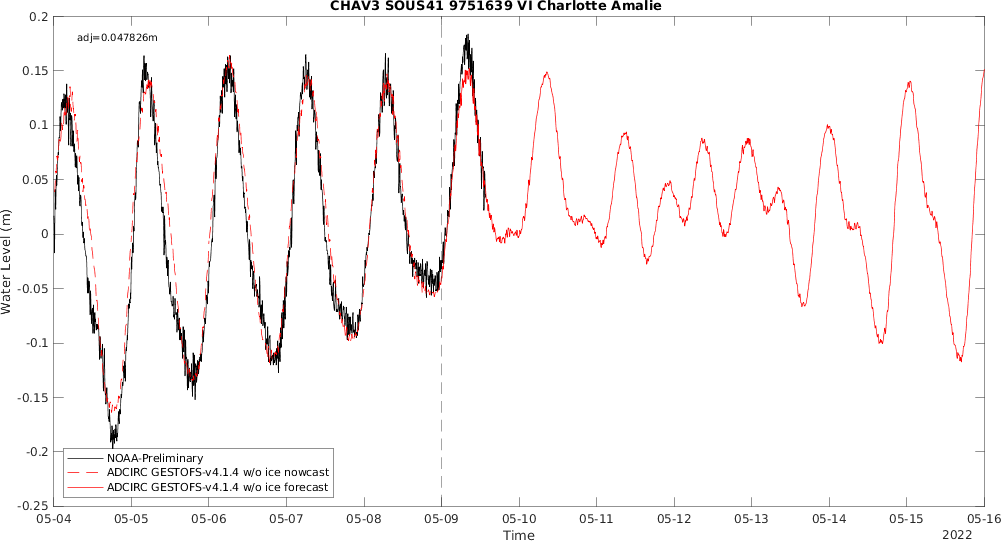 CHAV3 SOUS41 9751639 VI Charlotte Amalie
adj=0.047826m
0.2
0.15
0.1
0.05
0
-0.05
-0.1
-0.15
-0.2
-0.25
Water Level (m)
NOAA-Preliminary
ADCIRC GESTOFS-v4.1.4 w/o ice nowcast
ADCIRC GESTOFS-v4.1.4 w/o ice forecast
05-04 05-05 05-06 05-07 05-08 05-09 05-10 05-11 05-12 05-13 05-14 05-15 05-16
Time
2022